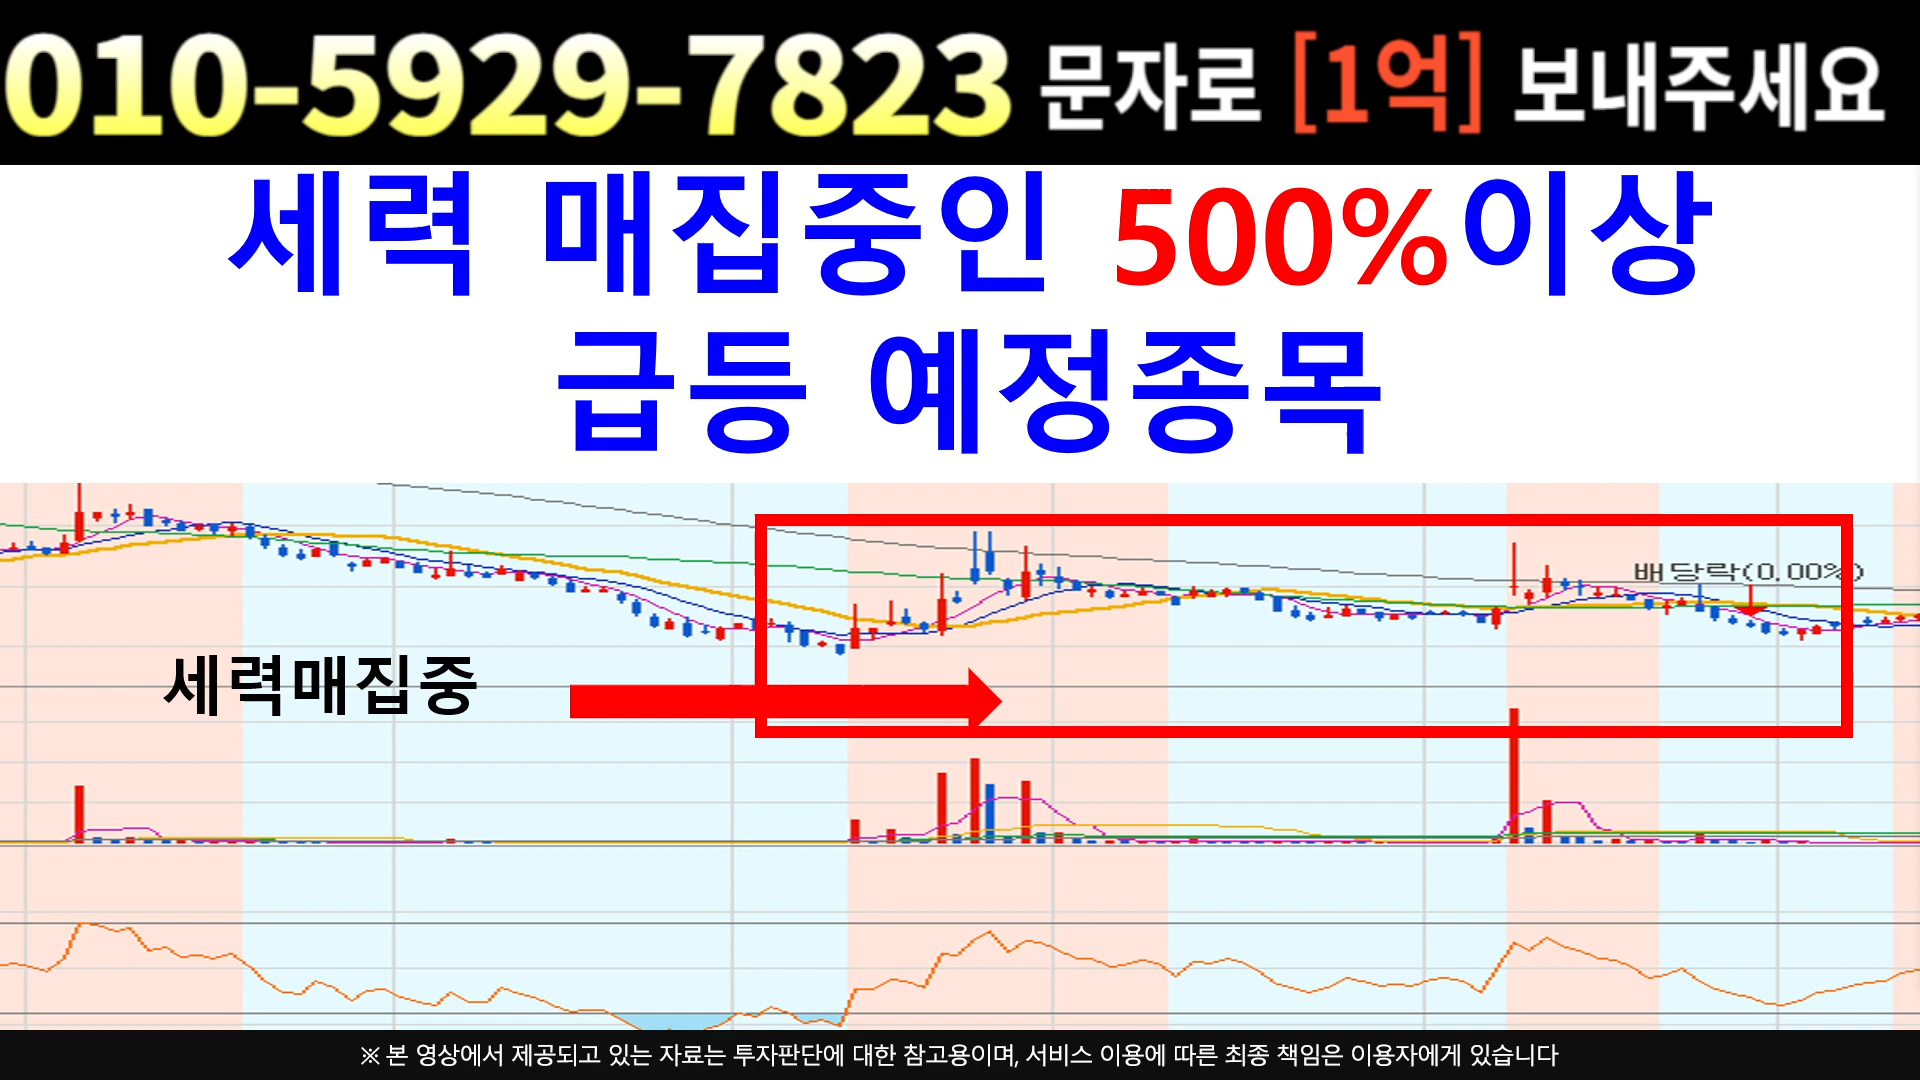 010-5929-7823 문자로 [1억] 보내주세요
세력 매집중인 500%이상
급등 예정종목
배당락(0.00%)
세력매집중
※ 본 영상에서 제공되고 있는 자료는 투자판단에 대한 참고용이며, 서비스 이용에 따른 최종 책임은 이용자에게 있습니다